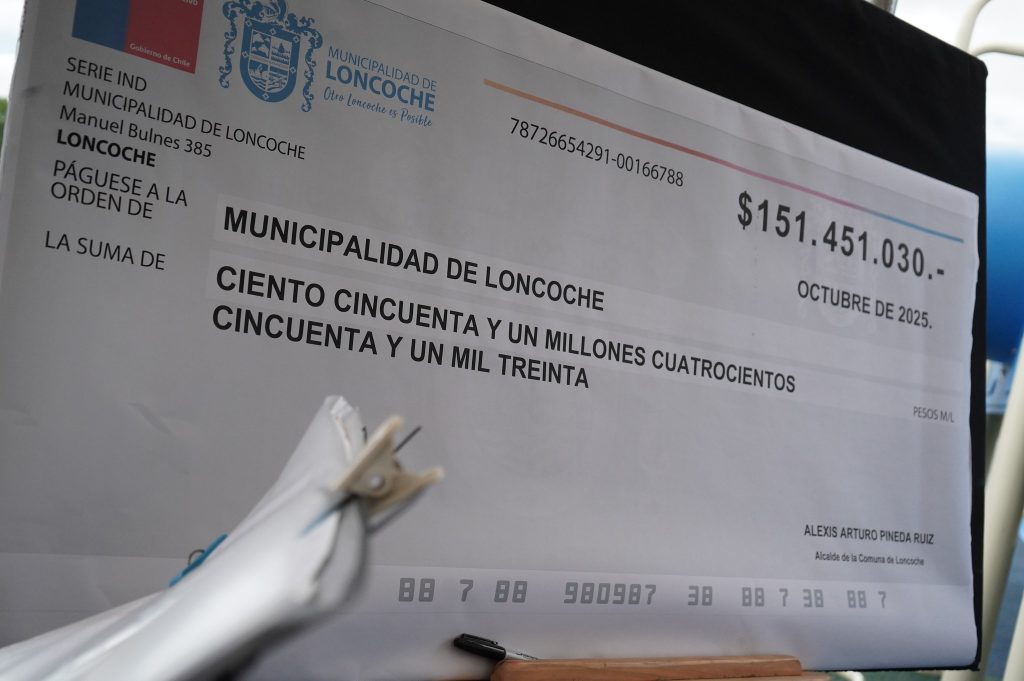 Gobierno de Chile
MUNICIPALIDAD DE
LONCOCHE
Otro Loncoche es Posible
SERIE IND
MUNICIPALIDAD DE LONCOCHE
Manuel Bulnes 385
LONCOCHE
PÁGUESE A LA
ORDEN DE
LA SUMA DE
78726654291-00166788
$151.451.030.-
OCTUBRE DE 2025.
MUNICIPALIDAD DE LONCOCHE
CIENTO CINCUENTA Y UN MILLONES CUATROCIENTOS
CINCUENTA Y UN MIL TREINTA
PESOS M/L
ALEXIS ARTURO PINEDA RUIZ
Alcalde de la Comuna de Loncoche
88 7 88 980987 38 88 7 38 88 7